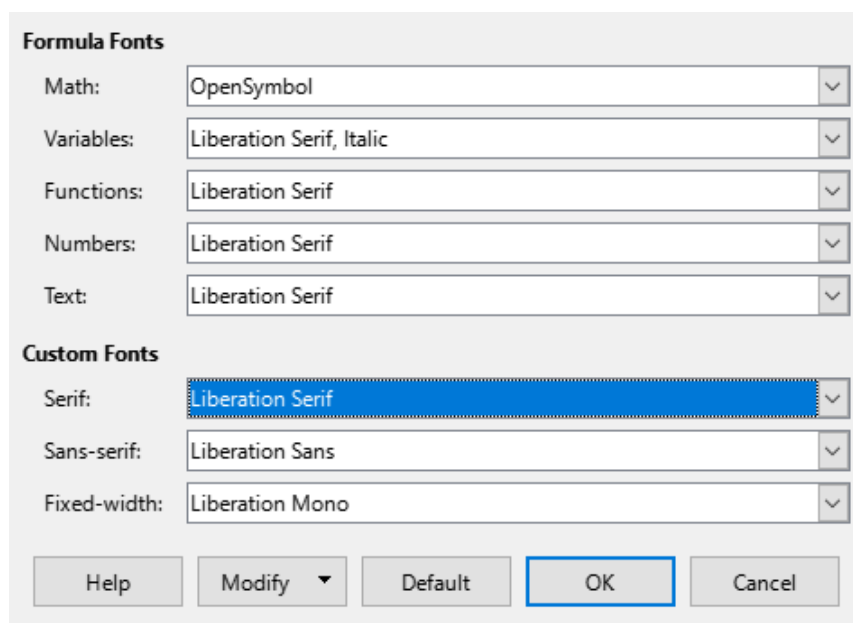 Formula Fonts
Math: OpenSymbol
Variables: Liberation Serif, Italic
Functions: Liberation Serif
Numbers: Liberation Serif
Text: Liberation Serif
Custom Fonts
Serif: Liberation Serif
Sans-serif: Liberation Sans
Fixed-width: Liberation Mono
Help Modify Default OK Cancel